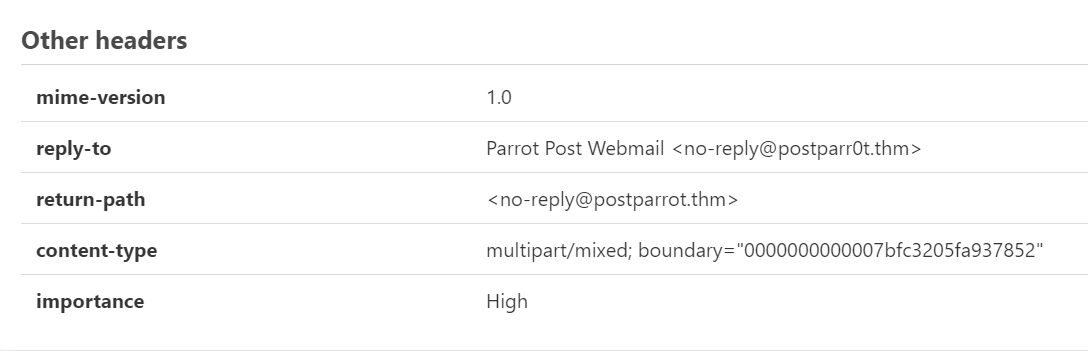 Other headers
mime-version 1.0
reply-to Parrot Post Webmail <no-reply@postparr0t.thm>
return-path <no-reply@postparrot.thm>
content-type multipart/mixed; boundary="0000000000007bfc3205fa937852"
importance High